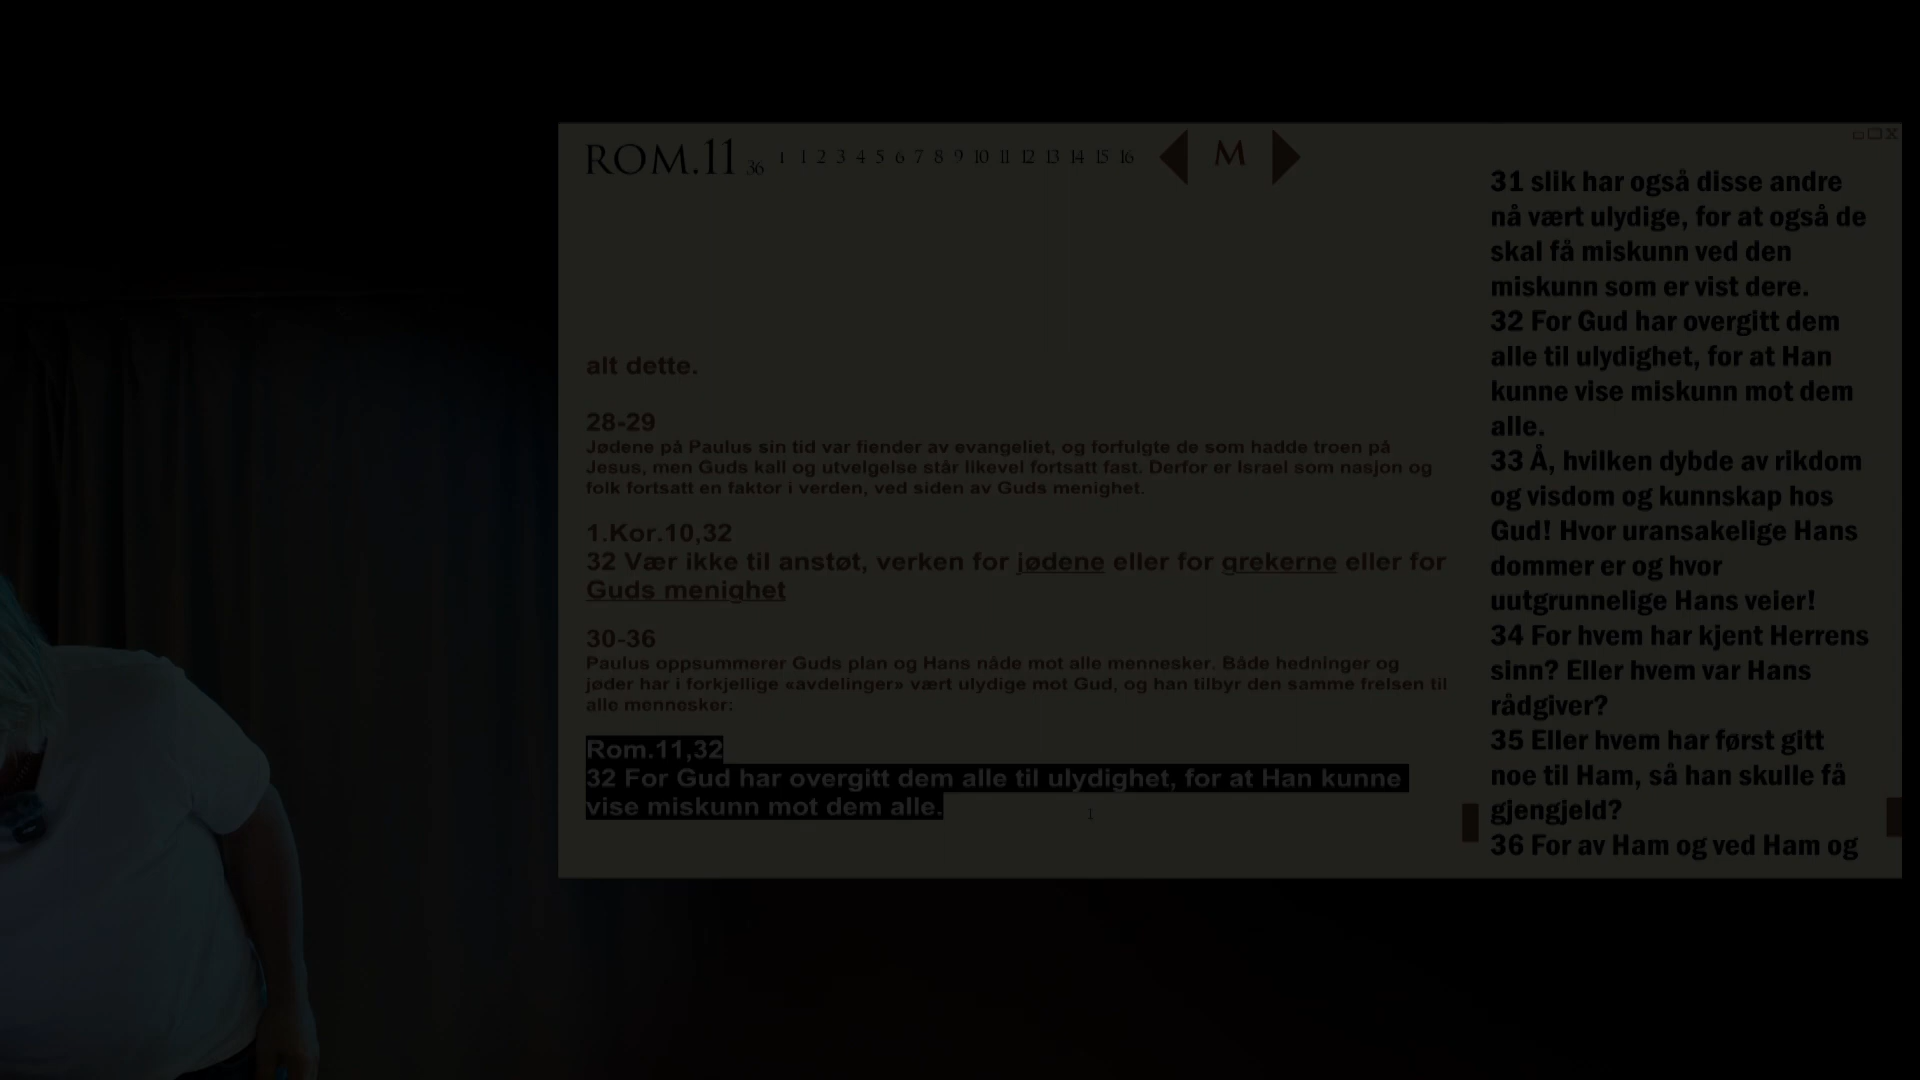 ROM.11 36 1 1 2 3 4 5 6 7 8 9 10 11 12 13 14 15 16 M
alt dette.
28-29
Jødene på Paulus sin tid var fiender av evangeliet, og forfulgte de som hadde troen på
Jesus, men Guds kall og utvelgelse står likevel fortsatt fast. Derfor er Israel som nasjon og
folk fortsatt en faktor i verden, ved siden av Guds menighet.
1.Kor.10,32
32 Vær ikke til anstøt, verken for jødene eller for grekerne eller for
Guds menighet
30-36
Paulus oppsummerer Guds plan og Hans nåde mot alle mennesker. Både hedninger og
jøder har i forkjellige «avdelinger» vært ulydige mot Gud, og han tilbyr den samme frelsen til
alle mennesker:
Rom.11,32
32 For Gud har overgitt dem alle til ulydighet, for at Han kunne
vise miskunn mot dem alle.
31 slik har også disse andre
nå vært ulydige, for at også de
skal få miskunn ved den
miskunn som er vist dere.
32 For Gud har overgitt dem
alle til ulydighet, for at Han
kunne vise miskunn mot dem
alle.
33 Å, hvilken dybde av rikdom
og visdom og kunnskap hos
Gud! Hvor uransakelige Hans
dommer er og hvor
uutgrunnelige Hans veier!
34 For hvem har kjent Herrens
sinn? Eller hvem var Hans
rådgiver?
35 Eller hvem har først gitt
noe til Ham, så han skulle få
gjengjeld?
36 For av Ham og ved Ham og